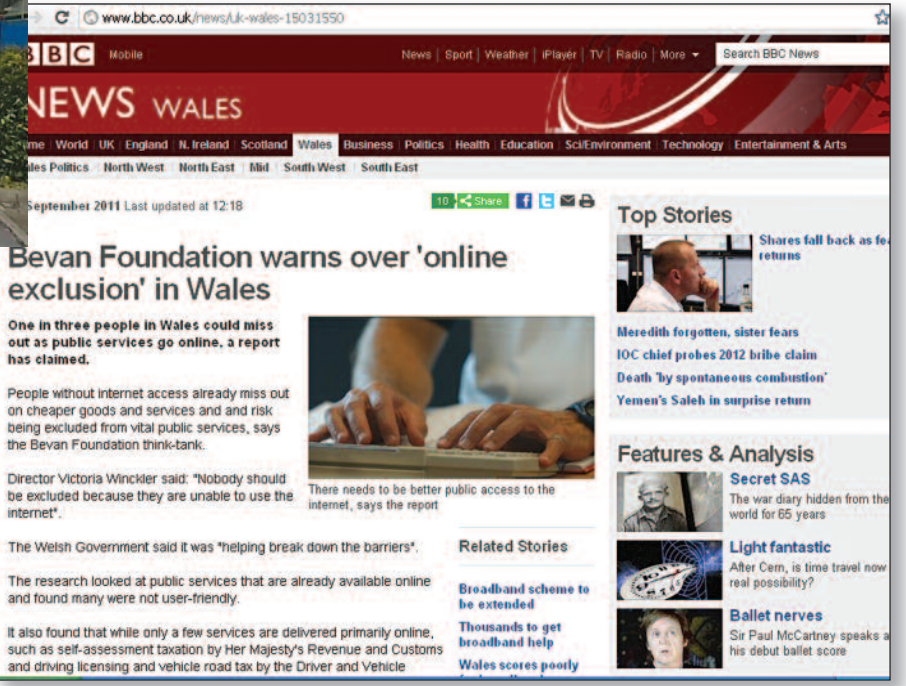 www.bbc.co.uk/news/uk-wales-15031550
BBC Mobile
News Sport Weather iPlayer TV Radio More
Search BBC News
NEWS WALES
World UK England N. Ireland Scotland Wales Business Politics Health Education Sci/Environment Technology Entertainment & Arts
Politics North West North East Mid South West South East
September 2011 Last updated at 12:18
10 Share
Bevan Foundation warns over 'online
exclusion' in Wales
One in three people in Wales could miss
out as public services go online, a report
has claimed.
People without internet access already miss out
on cheaper goods and services and and risk
being excluded from vital public services, says
the Bevan Foundation think-tank.
Director Victoria Winckler said: "Nobody should
be excluded because they are unable to use the
internet".
There needs to be better public access to the
internet, says the report
The Welsh Government said it was "helping break down the barriers".
The research looked at public services that are already available online
and found many were not user-friendly.
It also found that while only a few services are delivered primarily online,
such as self-assessment taxation by Her Majesty's Revenue and Customs
and driving licensing and vehicle road tax by the Driver and Vehicle
Related Stories
Broadband scheme to
be extended
Thousands to get
broadband help
Wales scores poorly
Top Stories
Shares fall back as
returns
Meredith forgotten, sister fears
IOC chief probes 2012 bribe claim
Death 'by spontaneous combustion'
Yemen's Saleh in surprise return
Features & Analysis
Secret SAS
The war diary hidden from the
world for 65 years
Light fantastic
After Cern, is time travel now
real possibility?
Ballet nerves
Sir Paul McCartney speaks
his debut ballet score